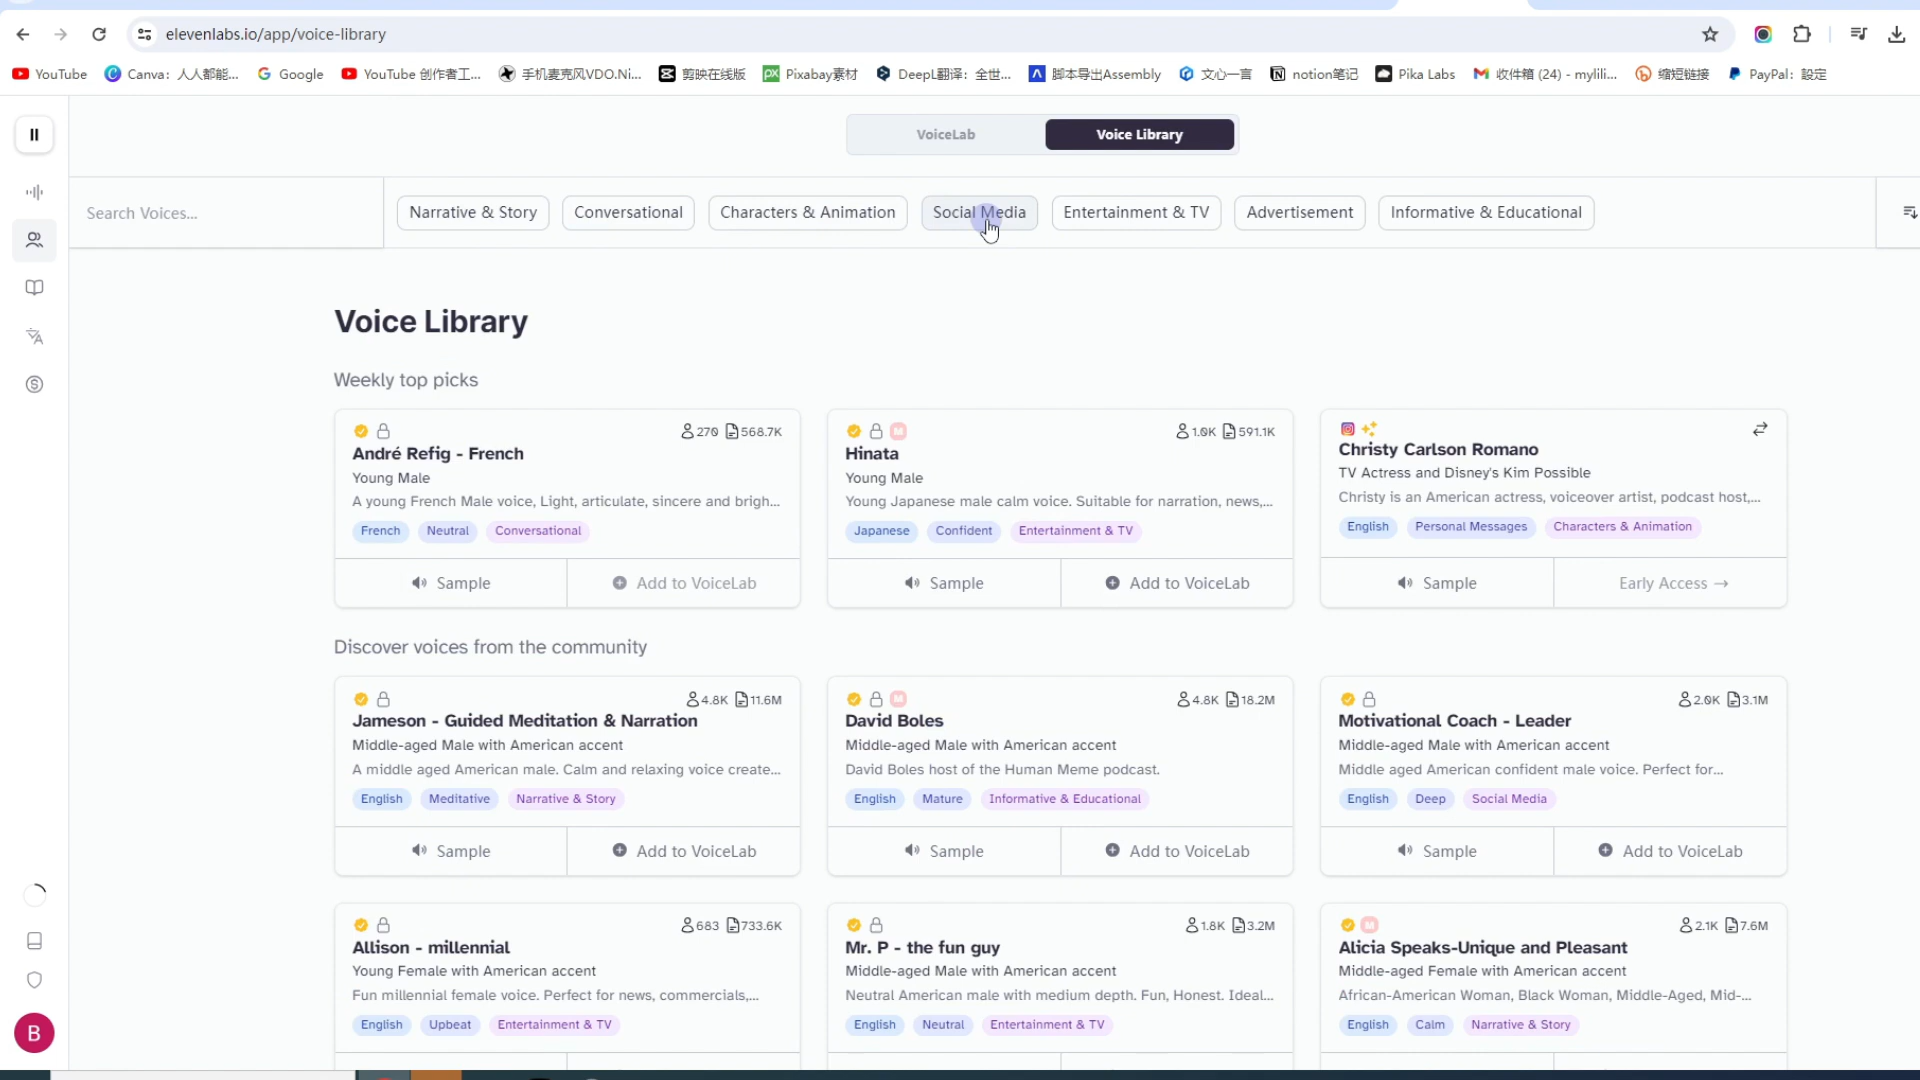 elevenlabs.io/app/voice-library
YouTube
Canva：人人都能...
Google
YouTube 创作者工...
手机麦克风VDO.Ni...
剪映在线版
Pixabay素材
DeepL翻译：全世...
脚本导出Assembly
文心一言
notion笔记
Pika Labs
收件箱 (24) - mylili...
缩短链接
PayPal：設定
VoiceLab
Voice Library
Search Voices...
Narrative & Story
Conversational
Characters & Animation
Social Media
Entertainment & TV
Advertisement
Informative & Educational
Voice Library
Weekly top picks
270 568.7K
André Refig - French
Young Male
A young French Male voice, Light, articulate, sincere and brigh...
French Neutral Conversational
Sample Add to VoiceLab
1.0K 591.1K
Hinata
Young Male
Young Japanese male calm voice. Suitable for narration, news,...
Japanese Confident Entertainment & TV
Sample Add to VoiceLab
Christy Carlson Romano
TV Actress and Disney's Kim Possible
Christy is an American actress, voiceover artist, podcast host,...
English Personal Messages Characters & Animation
Sample Early Access →
Discover voices from the community
4.8K 11.6M
Jameson - Guided Meditation & Narration
Middle-aged Male with American accent
A middle aged American male. Calm and relaxing voice create...
English Meditative Narrative & Story
Sample Add to VoiceLab
M 4.8K 18.2M
David Boles
Middle-aged Male with American accent
David Boles host of the Human Meme podcast.
English Mature Informative & Educational
Sample Add to VoiceLab
2.0K 3.1M
Motivational Coach - Leader
Middle-aged Male with American accent
Middle aged American confident male voice. Perfect for...
English Deep Social Media
Sample Add to VoiceLab
683 733.6K
Allison - millennial
Young Female with American accent
Fun millennial female voice. Perfect for news, commercials,...
English Upbeat Entertainment & TV
1.8K 3.2M
Mr. P - the fun guy
Middle-aged Male with American accent
Neutral American male with medium depth. Fun, Honest. Ideal...
English Neutral Entertainment & TV
M 2.1K 7.6M
Alicia Speaks-Unique and Pleasant
Middle-aged Female with American accent
African-American Woman, Black Woman, Middle-Aged, Mid-...
English Calm Narrative & Story
B